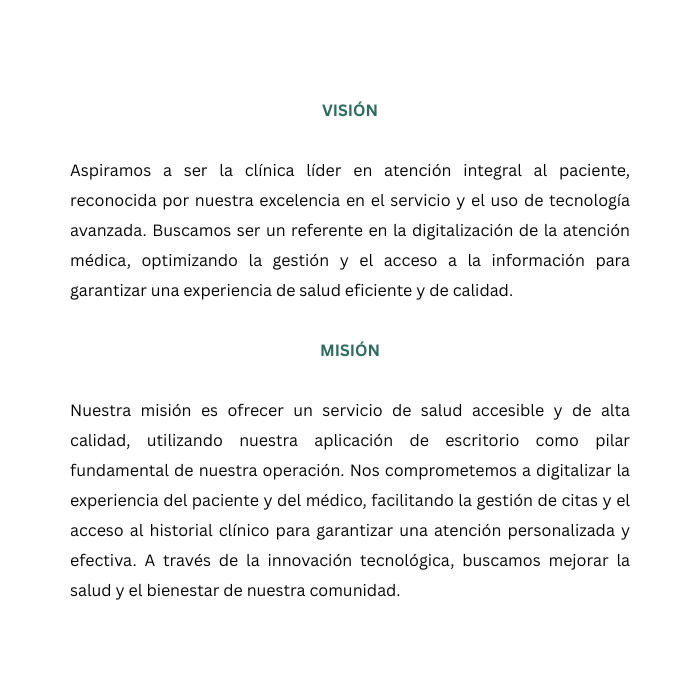 VISIÓN
Aspiramos a ser la clínica líder en atención integral al paciente,
reconocida por nuestra excelencia en el servicio y el uso de tecnología
avanzada. Buscamos ser un referente en la digitalización de la atención
médica, optimizando la gestión y el acceso a la información para
garantizar una experiencia de salud eficiente y de calidad.
MISIÓN
Nuestra misión es ofrecer un servicio de salud accesible y de alta
calidad, utilizando nuestra aplicación de escritorio como pilar
fundamental de nuestra operación. Nos comprometemos a digitalizar la
experiencia del paciente y del médico, facilitando la gestión de citas y el
acceso al historial clínico para garantizar una atención personalizada y
efectiva. A través de la innovación tecnológica, buscamos mejorar la
salud y el bienestar de nuestra comunidad.